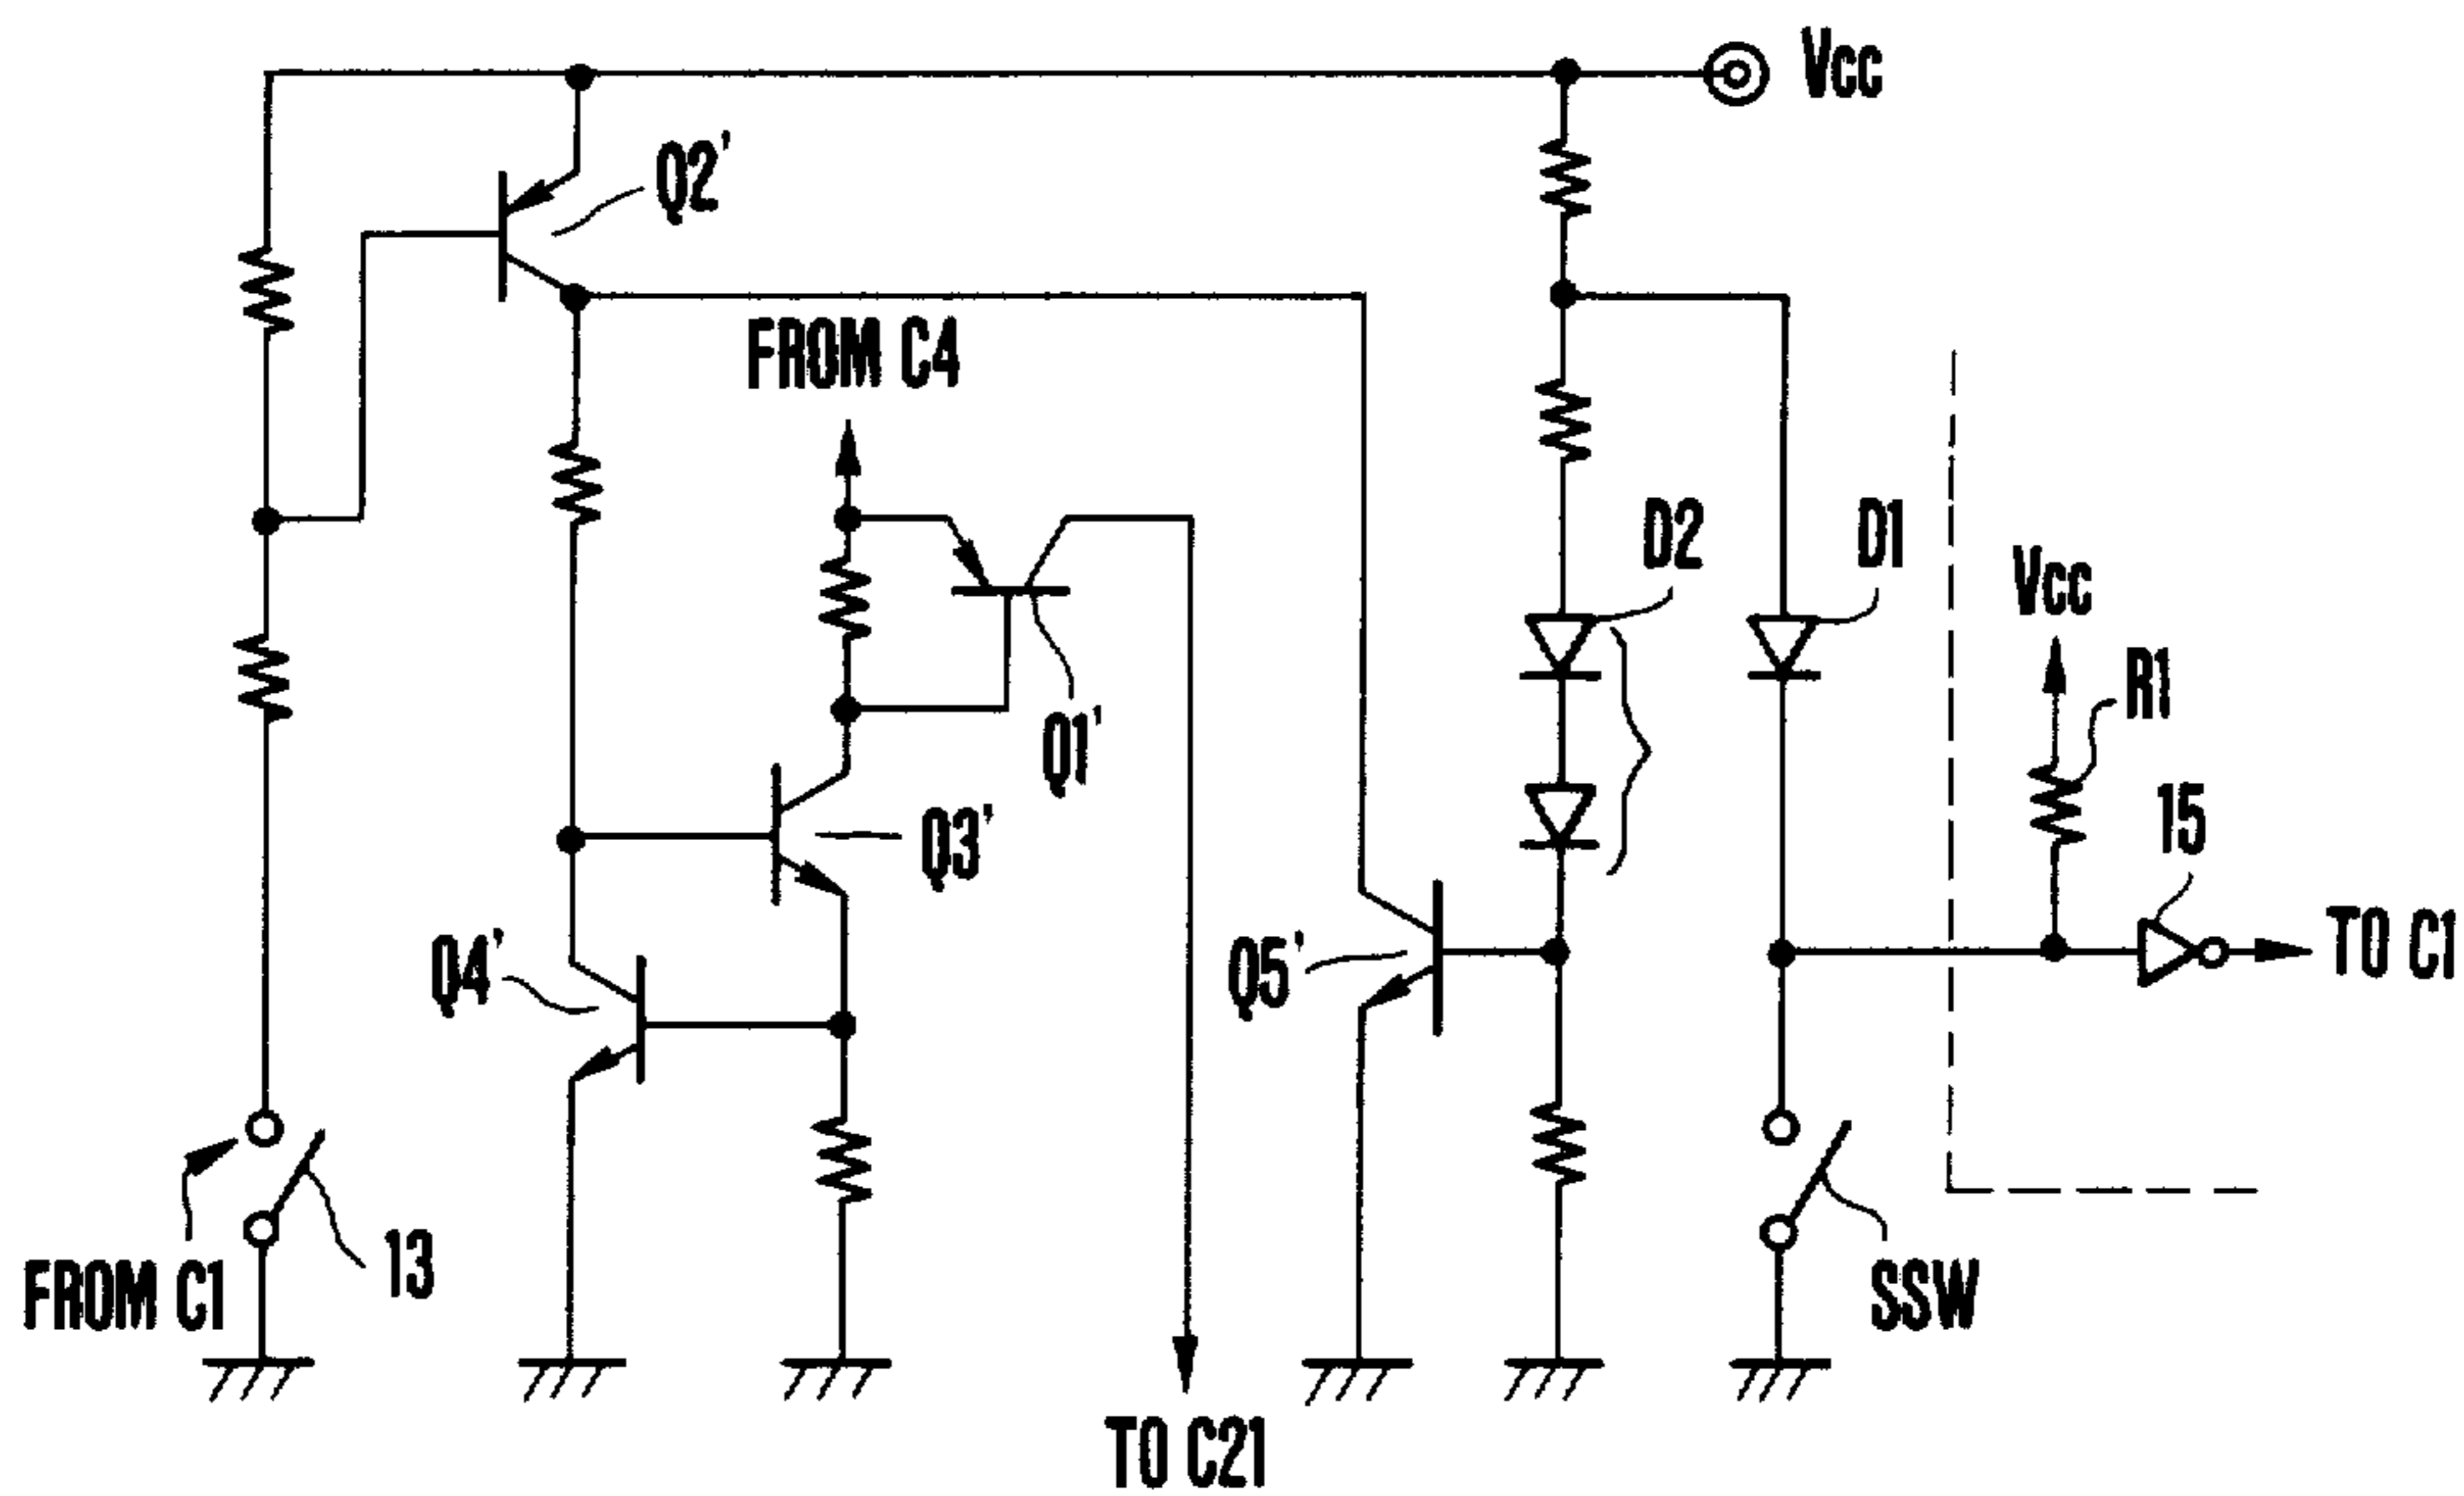 Vcc
Q2'
FROM C4
D2
D1
Vcc
R1
Q1'
15
Q3'
TO C1
Q4'
Q5'
13
FROM C1
SSW
TO C21